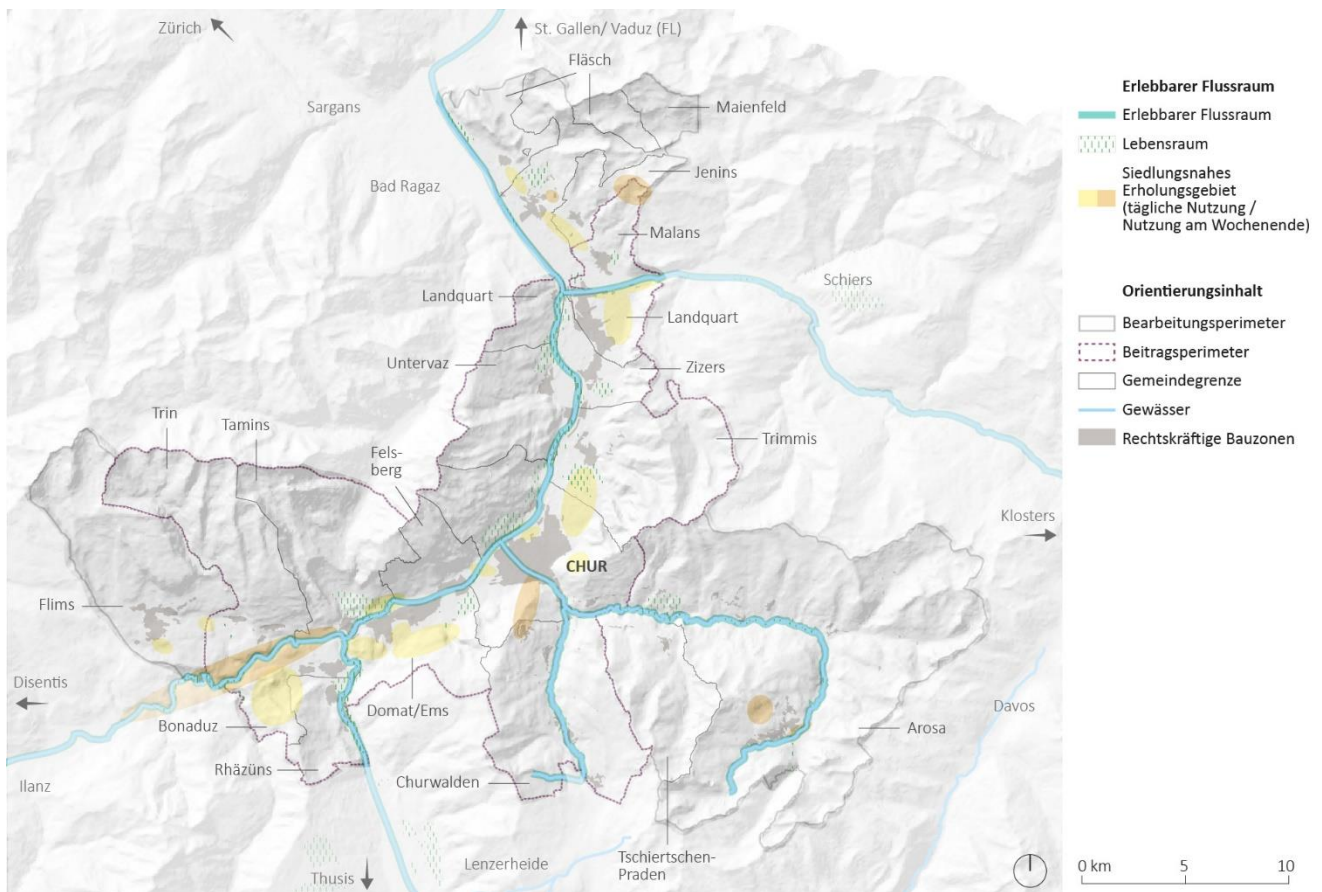 Zürich
St. Gallen/ Vaduz (FL)
Fläsch
Maienfeld
Sargans
Jenins
Bad Ragaz
Malans
Schiers
Landquart
Landquart
Untervaz
Zizers
Trin
Tamins
Trimmis
Fels-
berg
Klosters
CHUR
Flims
Disentis
Domat/Ems
Davos
Bonaduz
Arosa
Rhäzüns
Churwalden
Ilanz
Tschiertschen-
Praden
Lenzerheide
Thusis
Erlebbarer Flussraum
Erlebbarer Flussraum
Lebensraum
Siedlungsnahes
Erholungsgebiet
(tägliche Nutzung /
Nutzung am Wochenende)
Orientierungsinhalt
Bearbeitungsperimeter
Beitragsperimeter
Gemeindegrenze
Gewässer
Rechtskräftige Bauzonen
0 km 5 10